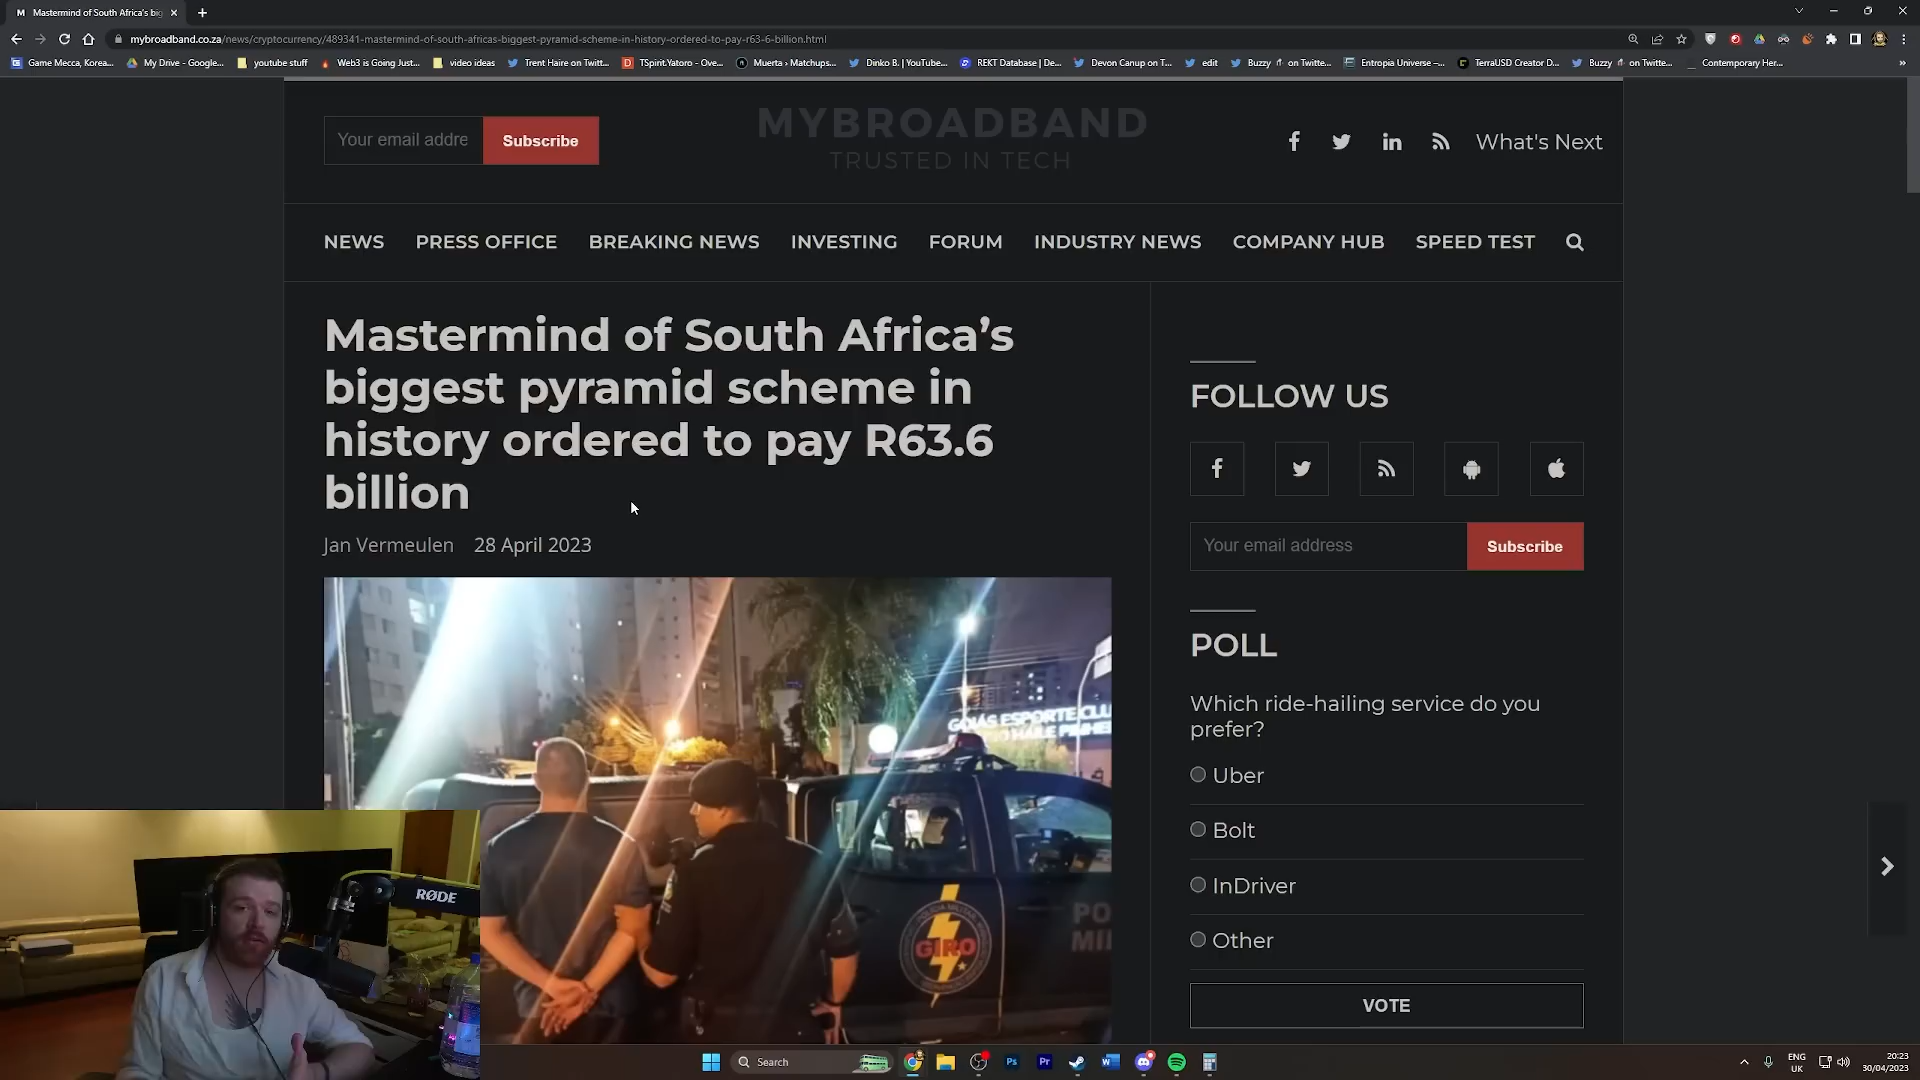 Mastermind of South Africa's big
mybroadband.co.za/news/cryptocurrency/489341-mastermind-of-south-africas-biggest-pyramid-scheme-in-history-ordered-to-pay-r63-6-billion.html
Game Mecca, Korea... My Drive - Google... youtube stuff Web3 is Going Just... video ideas Trent Haire on Twitt... TSpirit.Yatoro - Ove... Muerta › Matchups... Dinko B. | YouTube... REKT Database | De... Devon Canup on T... edit Buzzy on Twitte... Entropia Universe –... TerraUSD Creator D... Buzzy on Twitte... Contemporary Her...
Your email addre Subscribe
MYBROADBAND
TRUSTED IN TECH
What's Next
NEWS PRESS OFFICE BREAKING NEWS INVESTING FORUM INDUSTRY NEWS COMPANY HUB SPEED TEST
Mastermind of South Africa's
biggest pyramid scheme in
history ordered to pay R63.6
billion
Jan Vermeulen 28 April 2023
FOLLOW US
Your email address Subscribe
POLL
Which ride-hailing service do you
prefer?
Uber
Bolt
InDriver
Other
VOTE
GOIÁS ESPORTE CLU
GIRO
PO
MI
RØDE
Search
ENG
UK
20:23
30/04/2023